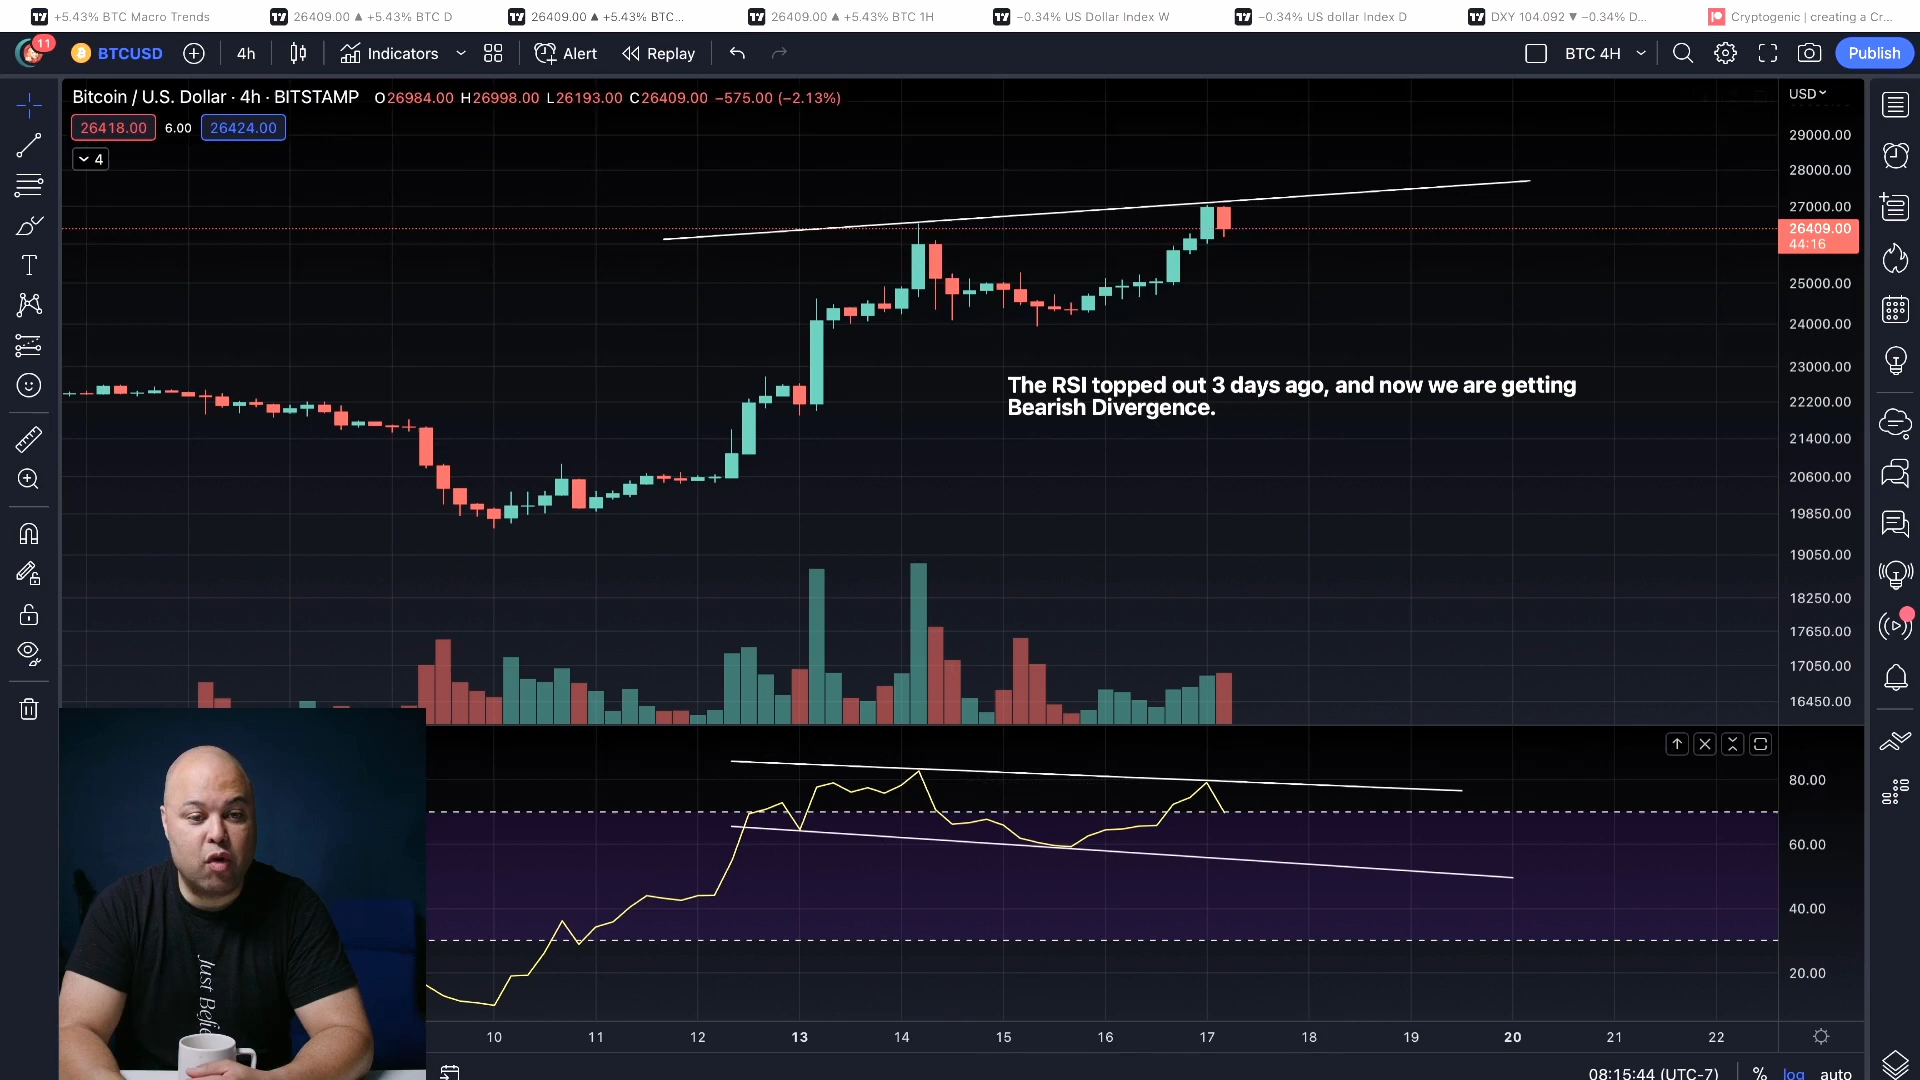 +5.43% BTC Macro Trends
26409.00 ▲ +5.43% BTC D
26409.00 ▲ +5.43% BTC...
26409.00 ▲ +5.43% BTC 1H
−0.34% US Dollar Index W
−0.34% US dollar Index D
DXY 104.092 ▼ −0.34% D...
Cryptogenic | creating a Cr...
11
BTCUSD
4h
Indicators
Alert
Replay
BTC 4H
Publish
Bitcoin / U.S. Dollar · 4h · BITSTAMP O26984.00 H26998.00 L26193.00 C26409.00 −575.00 (−2.13%)
USD
26418.00 6.00 26424.00
4
29000.00
28000.00
27000.00
26409.00
44:16
25000.00
24000.00
23000.00
22200.00
21400.00
20600.00
19850.00
19050.00
18250.00
17650.00
17050.00
16450.00
The RSI topped out 3 days ago, and now we are getting
Bearish Divergence.
80.00
60.00
40.00
20.00
Just Belie
10 11 12 13 14 15 16 17 18 19 20 21 22
08:15:44 (UTC-7) % log auto